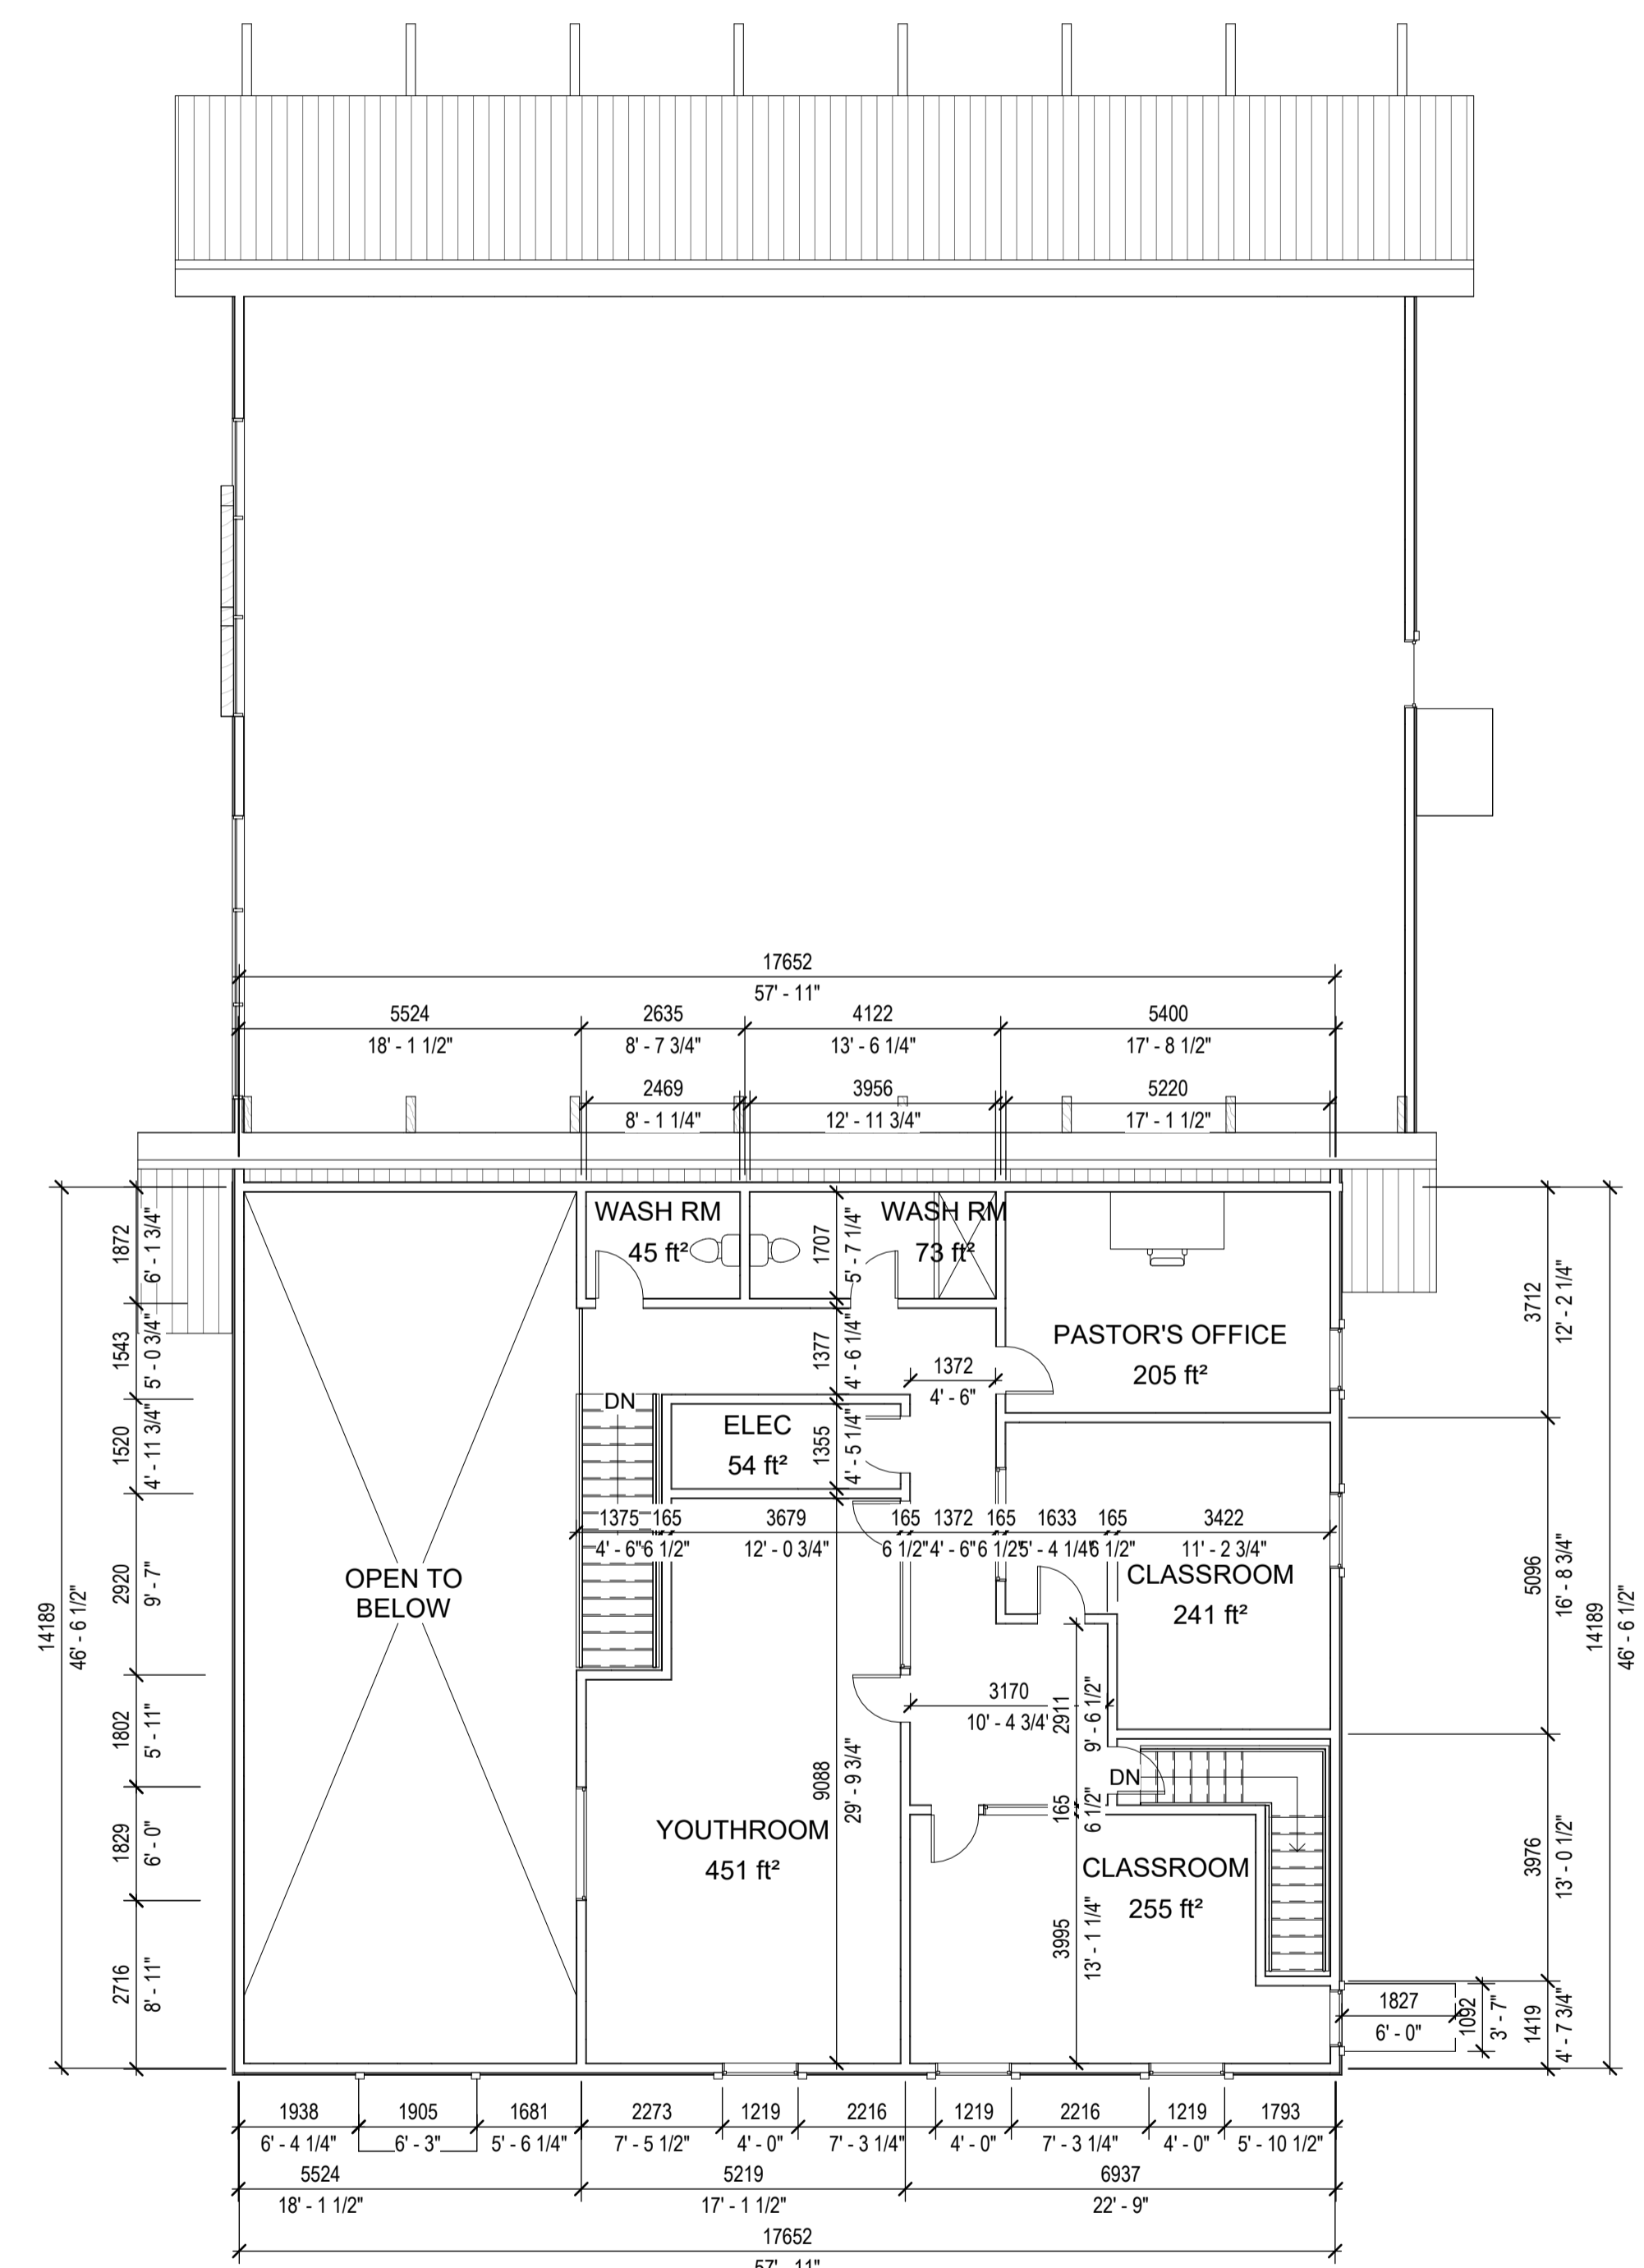 17652
57' - 11"
5524 2635 4122 5400
18' - 1 1/2" 8' - 7 3/4" 13' - 6 1/4" 17' - 8 1/2"
2469 3956 5220
8' - 1 1/4" 12' - 11 3/4" 17' - 1 1/2"
WASH RM
45 ft²
WASH RM
73 ft²
1707
5' - 7 1/4"
1872
6' - 1 3/4"
1543
5' - 0 3/4"
1520
4' - 11 3/4"
2920
9' - 7"
1802
5' - 11"
1829
6' - 0"
2716
8' - 11"
14189
46' - 6 1/2"
PASTOR'S OFFICE
205 ft²
1377
4' - 6 1/4"
1372
4' - 6"
DN
ELEC
54 ft²
1355
4' - 5 1/4"
1375 165 3679 165 1372 165 1633 165 3422
4' - 6" 6 1/2" 12' - 0 3/4" 6 1/2" 4' - 6" 6 1/2" 5' - 4 1/4" 6 1/2" 11' - 2 3/4"
OPEN TO
BELOW
CLASSROOM
241 ft²
3170
10' - 4 3/4"
2911
9' - 6 1/2"
DN
9088
29' - 9 3/4"
YOUTHROOM
451 ft²
165
6 1/2"
CLASSROOM
255 ft²
3995
13' - 1 1/4"
3712
12' - 2 1/4"
5096
16' - 8 3/4"
3976
13' - 0 1/2"
1419
4' - 7 3/4"
14189
46' - 6 1/2"
1827
6' - 0"
1092
3' - 7"
1938 1905 1681 2273 1219 2216 1219 2216 1219 1793
6' - 4 1/4" 6' - 3" 5' - 6 1/4" 7' - 5 1/2" 4' - 0" 7' - 3 1/4" 4' - 0" 7' - 3 1/4" 4' - 0" 5' - 10 1/2"
5524 5219 6937
18' - 1 1/2" 17' - 1 1/2" 22' - 9"
17652
57' - 11"